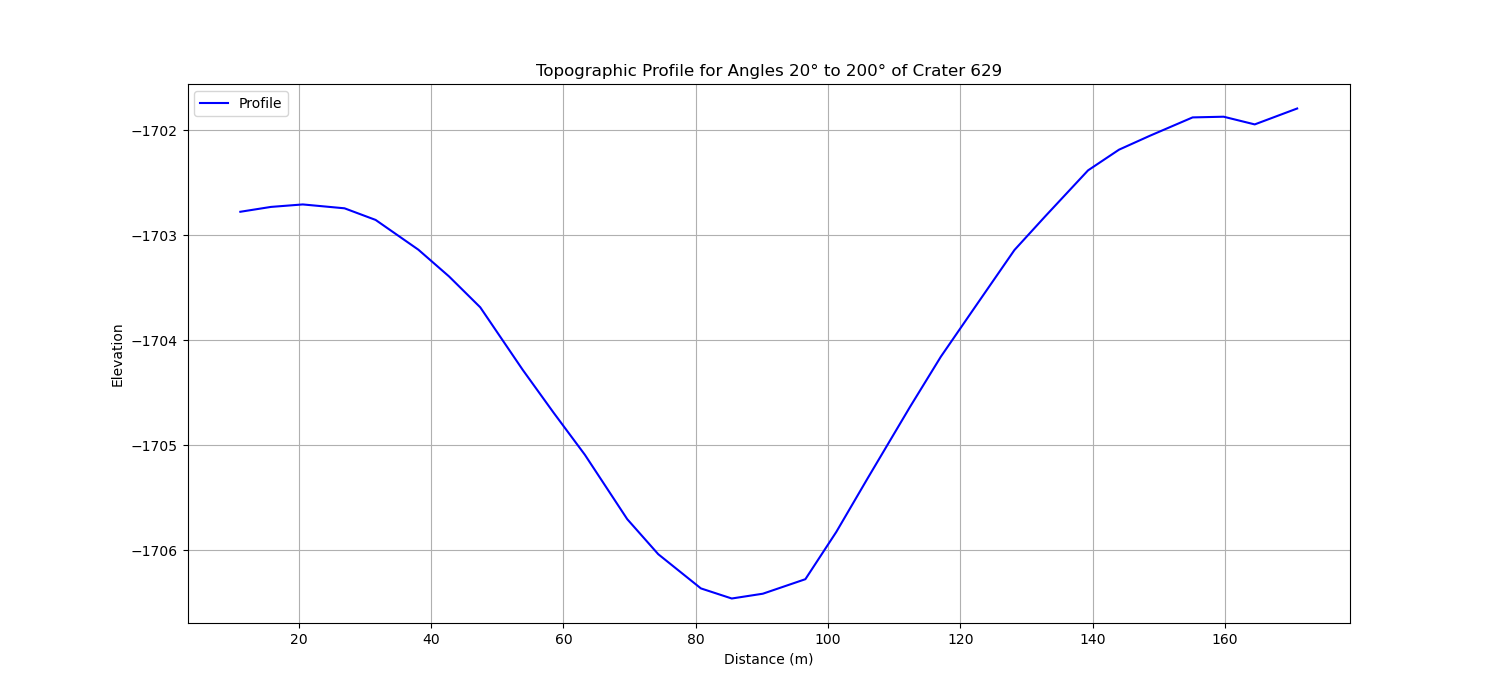 Topographic Profile for Angles 20° to 200° of Crater 629
Profile
−1702
−1703
−1704
−1705
−1706
Elevation
20 40 60 80 100 120 140 160
Distance (m)